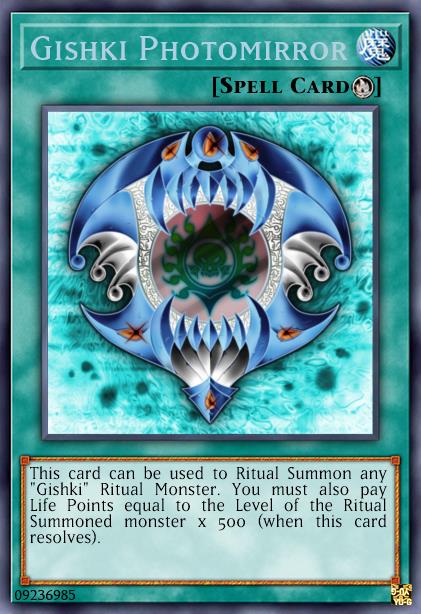 Gishki Photomirror
魔
[Spell Card]
This card can be used to Ritual Summon any
"Gishki" Ritual Monster. You must also pay
Life Points equal to the Level of the Ritual
Summoned monster x 500 (when this card
resolves).
09236985